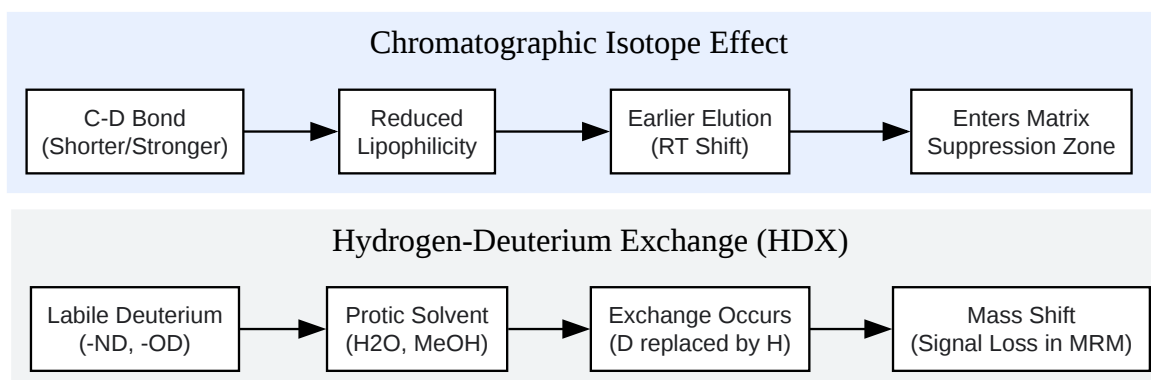 Chromatographic Isotope Effect
C-D Bond
(Shorter/Stronger)
Reduced
Lipophilicity
Earlier Elution
(RT Shift)
Enters Matrix
Suppression Zone
Hydrogen-Deuterium Exchange (HDX)
Labile Deuterium
(-ND, -OD)
Protic Solvent
(H2O, MeOH)
Exchange Occurs
(D replaced by H)
Mass Shift
(Signal Loss in MRM)